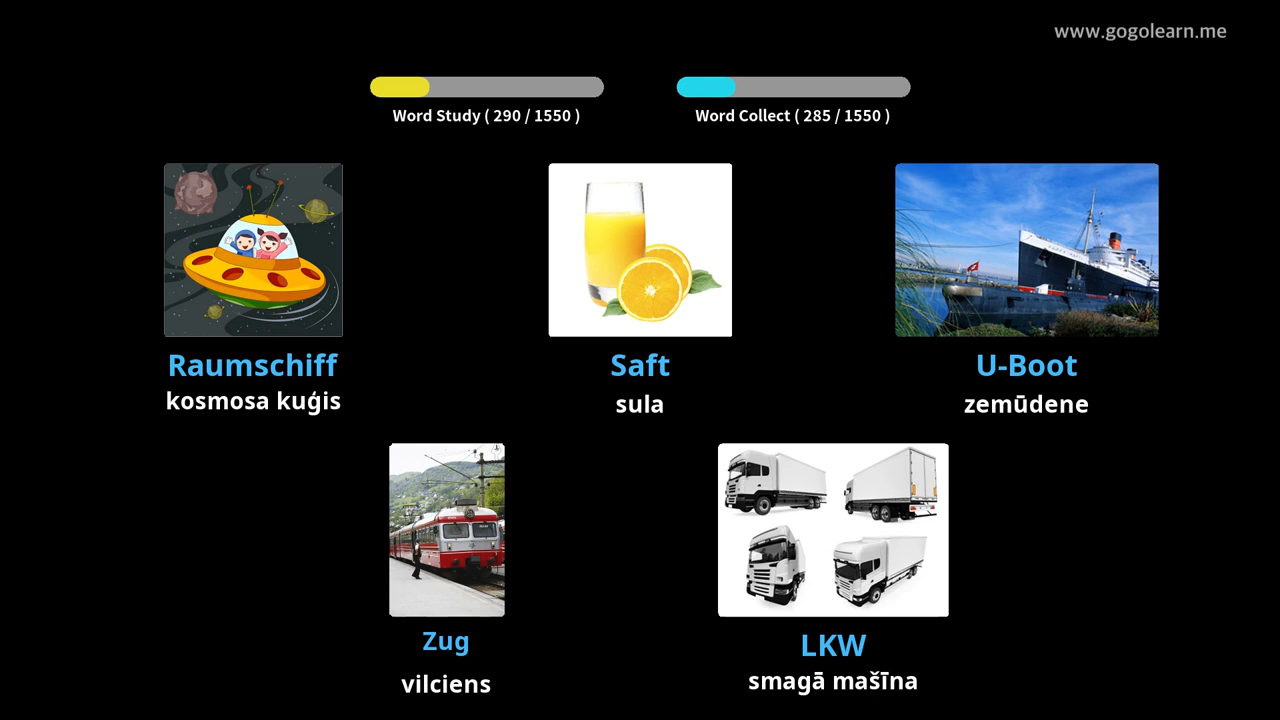 www.gogolearn.me
Word Study ( 290 / 1550 )
Word Collect ( 285 / 1550 )
Raumschiff
kosmosa kuģis
Saft
sula
U-Boot
zemūdene
Zug
vilciens
LKW
smagā mašīna